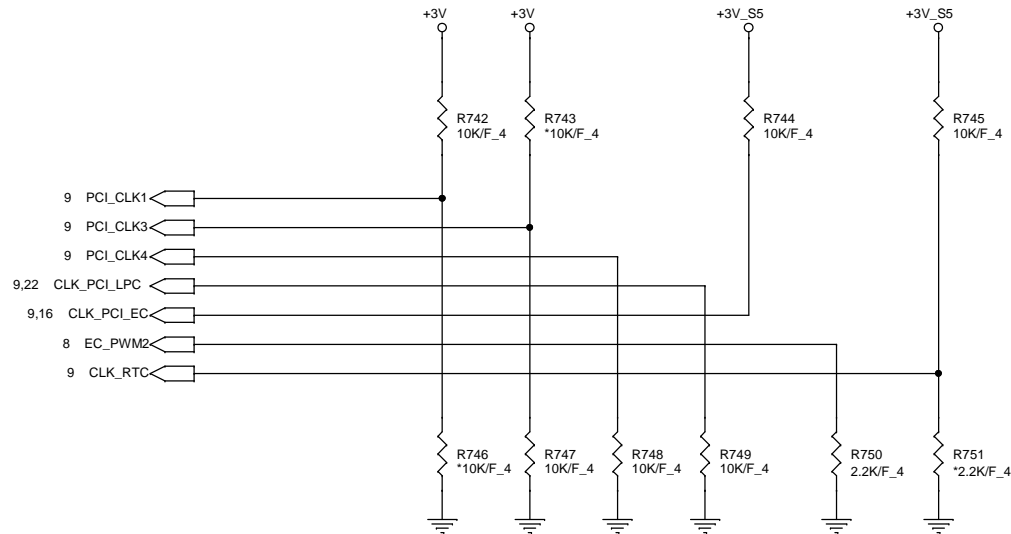 +3V +3V +3V_S5 +3V_S5
R742 R743 R744 R745
10K/F_4 *10K/F_4 10K/F_4 10K/F_4
9 PCI_CLK1
9 PCI_CLK3
9 PCI_CLK4
9,22 CLK_PCI_LPC
9,16 CLK_PCI_EC
8 EC_PWM2
9 CLK_RTC
R746 R747 R748 R749 R750 R751
*10K/F_4 10K/F_4 10K/F_4 10K/F_4 2.2K/F_4 *2.2K/F_4